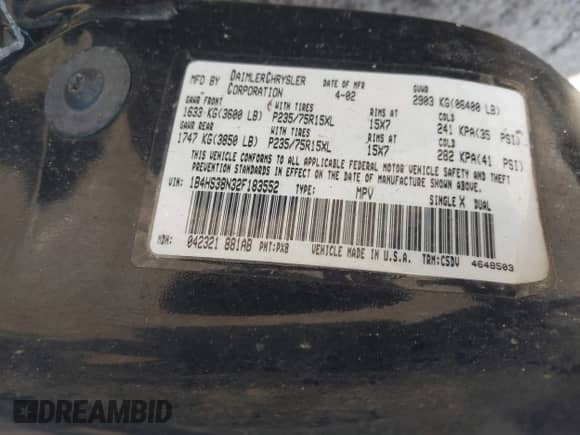 MFD BY DAIMLERCHRYSLER CORPORATION DATE OF MFR 4-02 GVWR 2903 KG(06400 LB)
GAWR FRONT WITH TIRES RIMS AT COLD
1633 KG(3600 LB) P235/75R15XL 15X7 241 KPA(35 PSI)
GAWR REAR WITH TIRES RIMS AT COLD
1747 KG(3850 LB) P235/75R15XL 15X7 282 KPA(41 PSI)
THIS VEHICLE CONFORMS TO ALL APPLICABLE FEDERAL MOTOR VEHICLE SAFETY AND THEFT
PREVENTION STANDARDS IN EFFECT ON THE DATE OF MANUFACTURE SHOWN ABOVE.
VIN: 1B4HS38N32F183552 TYPE: MPV SINGLE X DUAL
MDH: 042321 881AB PNT:PX8 VEHICLE MADE IN U.S.A. TRM:C5DV 4648503
DREAMBID